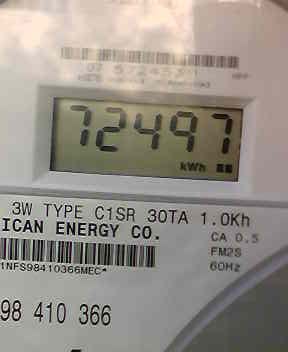 72497
kWh
3W TYPE C1SR 30TA 1.0Kh
ICAN ENERGY CO.
CA 0.5
FM2S
1NFS98410366MEC*
60Hz
98 410 366